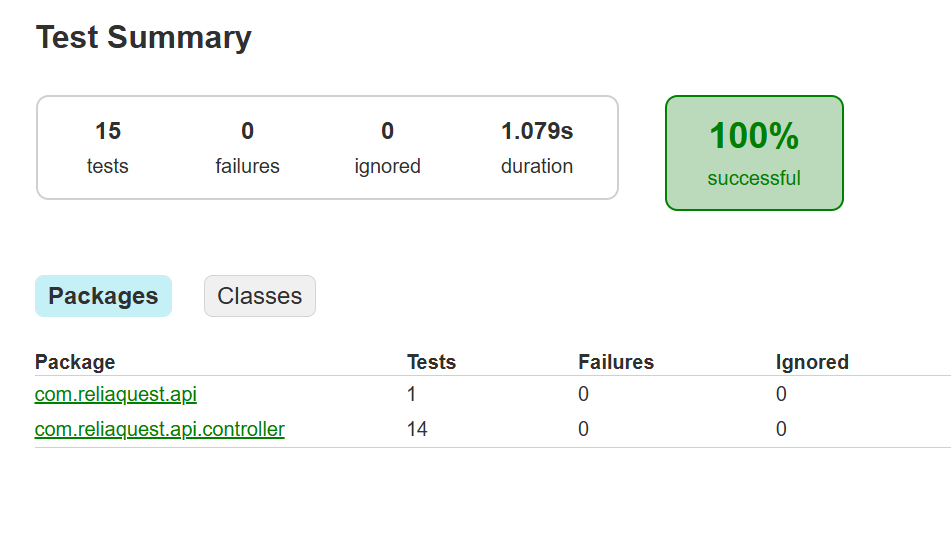 Test Summary
15 0 0 1.079s
tests failures ignored duration
100%
successful
Packages Classes
Package Tests Failures Ignored
com.reliaquest.api 1 0 0
com.reliaquest.api.controller 14 0 0